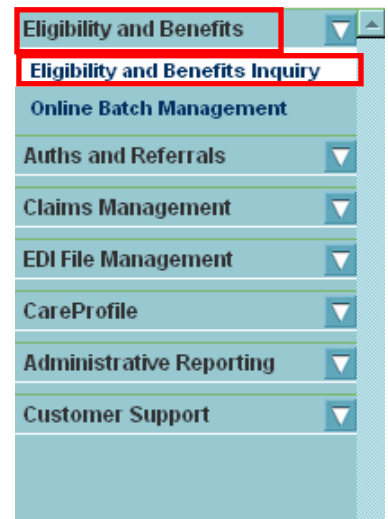 Eligibility and Benefits
Eligibility and Benefits Inquiry
Online Batch Management
Auths and Referrals
Claims Management
EDI File Management
CareProfile
Administrative Reporting
Customer Support